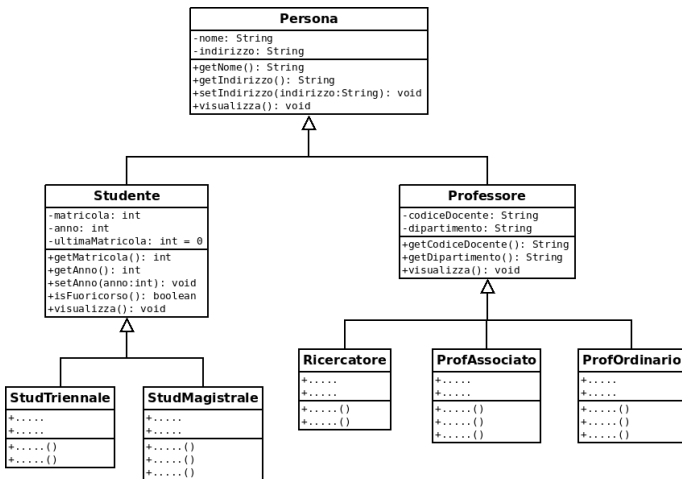 Persona
-nome: String
-indirizzo: String
+getNome(): String
+getIndirizzo(): String
+setIndirizzo(indirizzo:String): void
+visualizza(): void
Studente
-matricola: int
-anno: int
-ultimaMatricola: int = 0
+getMatricola(): int
+getAnno(): int
+setAnno(anno:int): void
+isFuoricorso(): boolean
+visualizza(): void
Professore
-codiceDocente: String
-dipartimento: String
+getCodiceDocente(): String
+getDipartimento(): String
+visualizza(): void
StudTriennale
+.....
+.....
+.....()
+.....()
StudMagistrale
+.....
+.....
+.....()
+.....()
+.....()
Ricercatore
+.....
+.....
+.....()
+.....()
ProfAssociato
+.....
+.....
+.....()
+.....()
+.....()
ProfOrdinario
+.....
+.....
+.....()
+.....()
+.....()